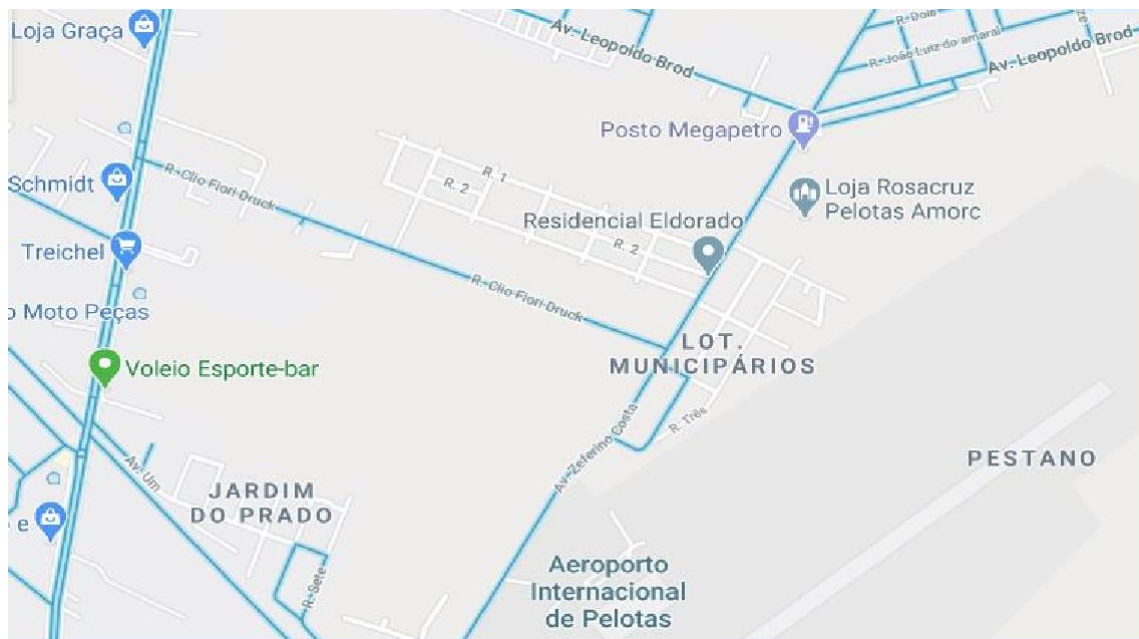 Loja Graça
Av. Leopoldo Brod
R. Dois
R. João Luiz do amaral
Av. Leopoldo Brod
Posto Megapetro
Schmidt
R. Clio Fiori Druck
R. 1
R. 2
Loja Rosacruz
Pelotas Amorc
Residencial Eldorado
R. 2
Treichel
R. Clio Fiori Druck
o Moto Peças
LOT.
MUNICIPÁRIOS
Voleio Esporte-bar
R. Três
Av. Zeferino Costa
PESTANO
Av. Um
JARDIM
DO PRADO
e
R. Sete
Aeroporto
Internacional
de Pelotas